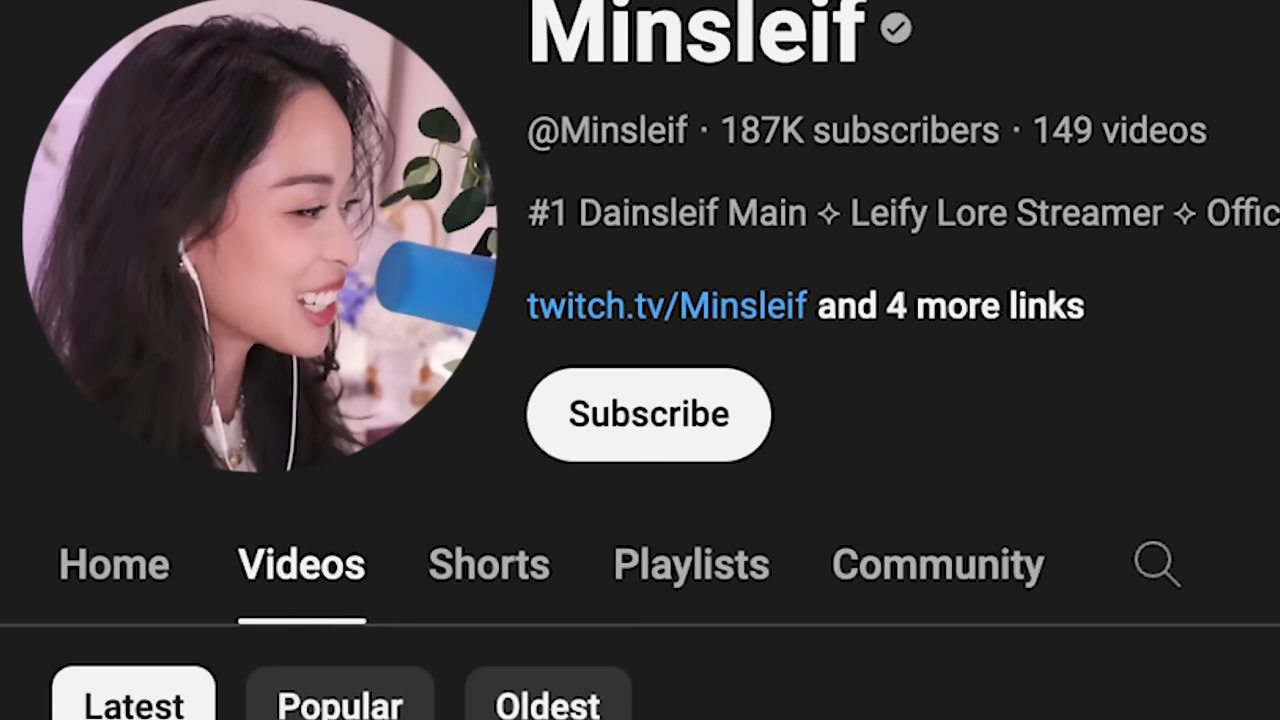 Minsleif
@Minsleif · 187K subscribers · 149 videos
#1 Dainsleif Main ✧ Leify Lore Streamer ✧ Offic
twitch.tv/Minsleif and 4 more links
Subscribe
Home Videos Shorts Playlists Community
Latest Popular Oldest